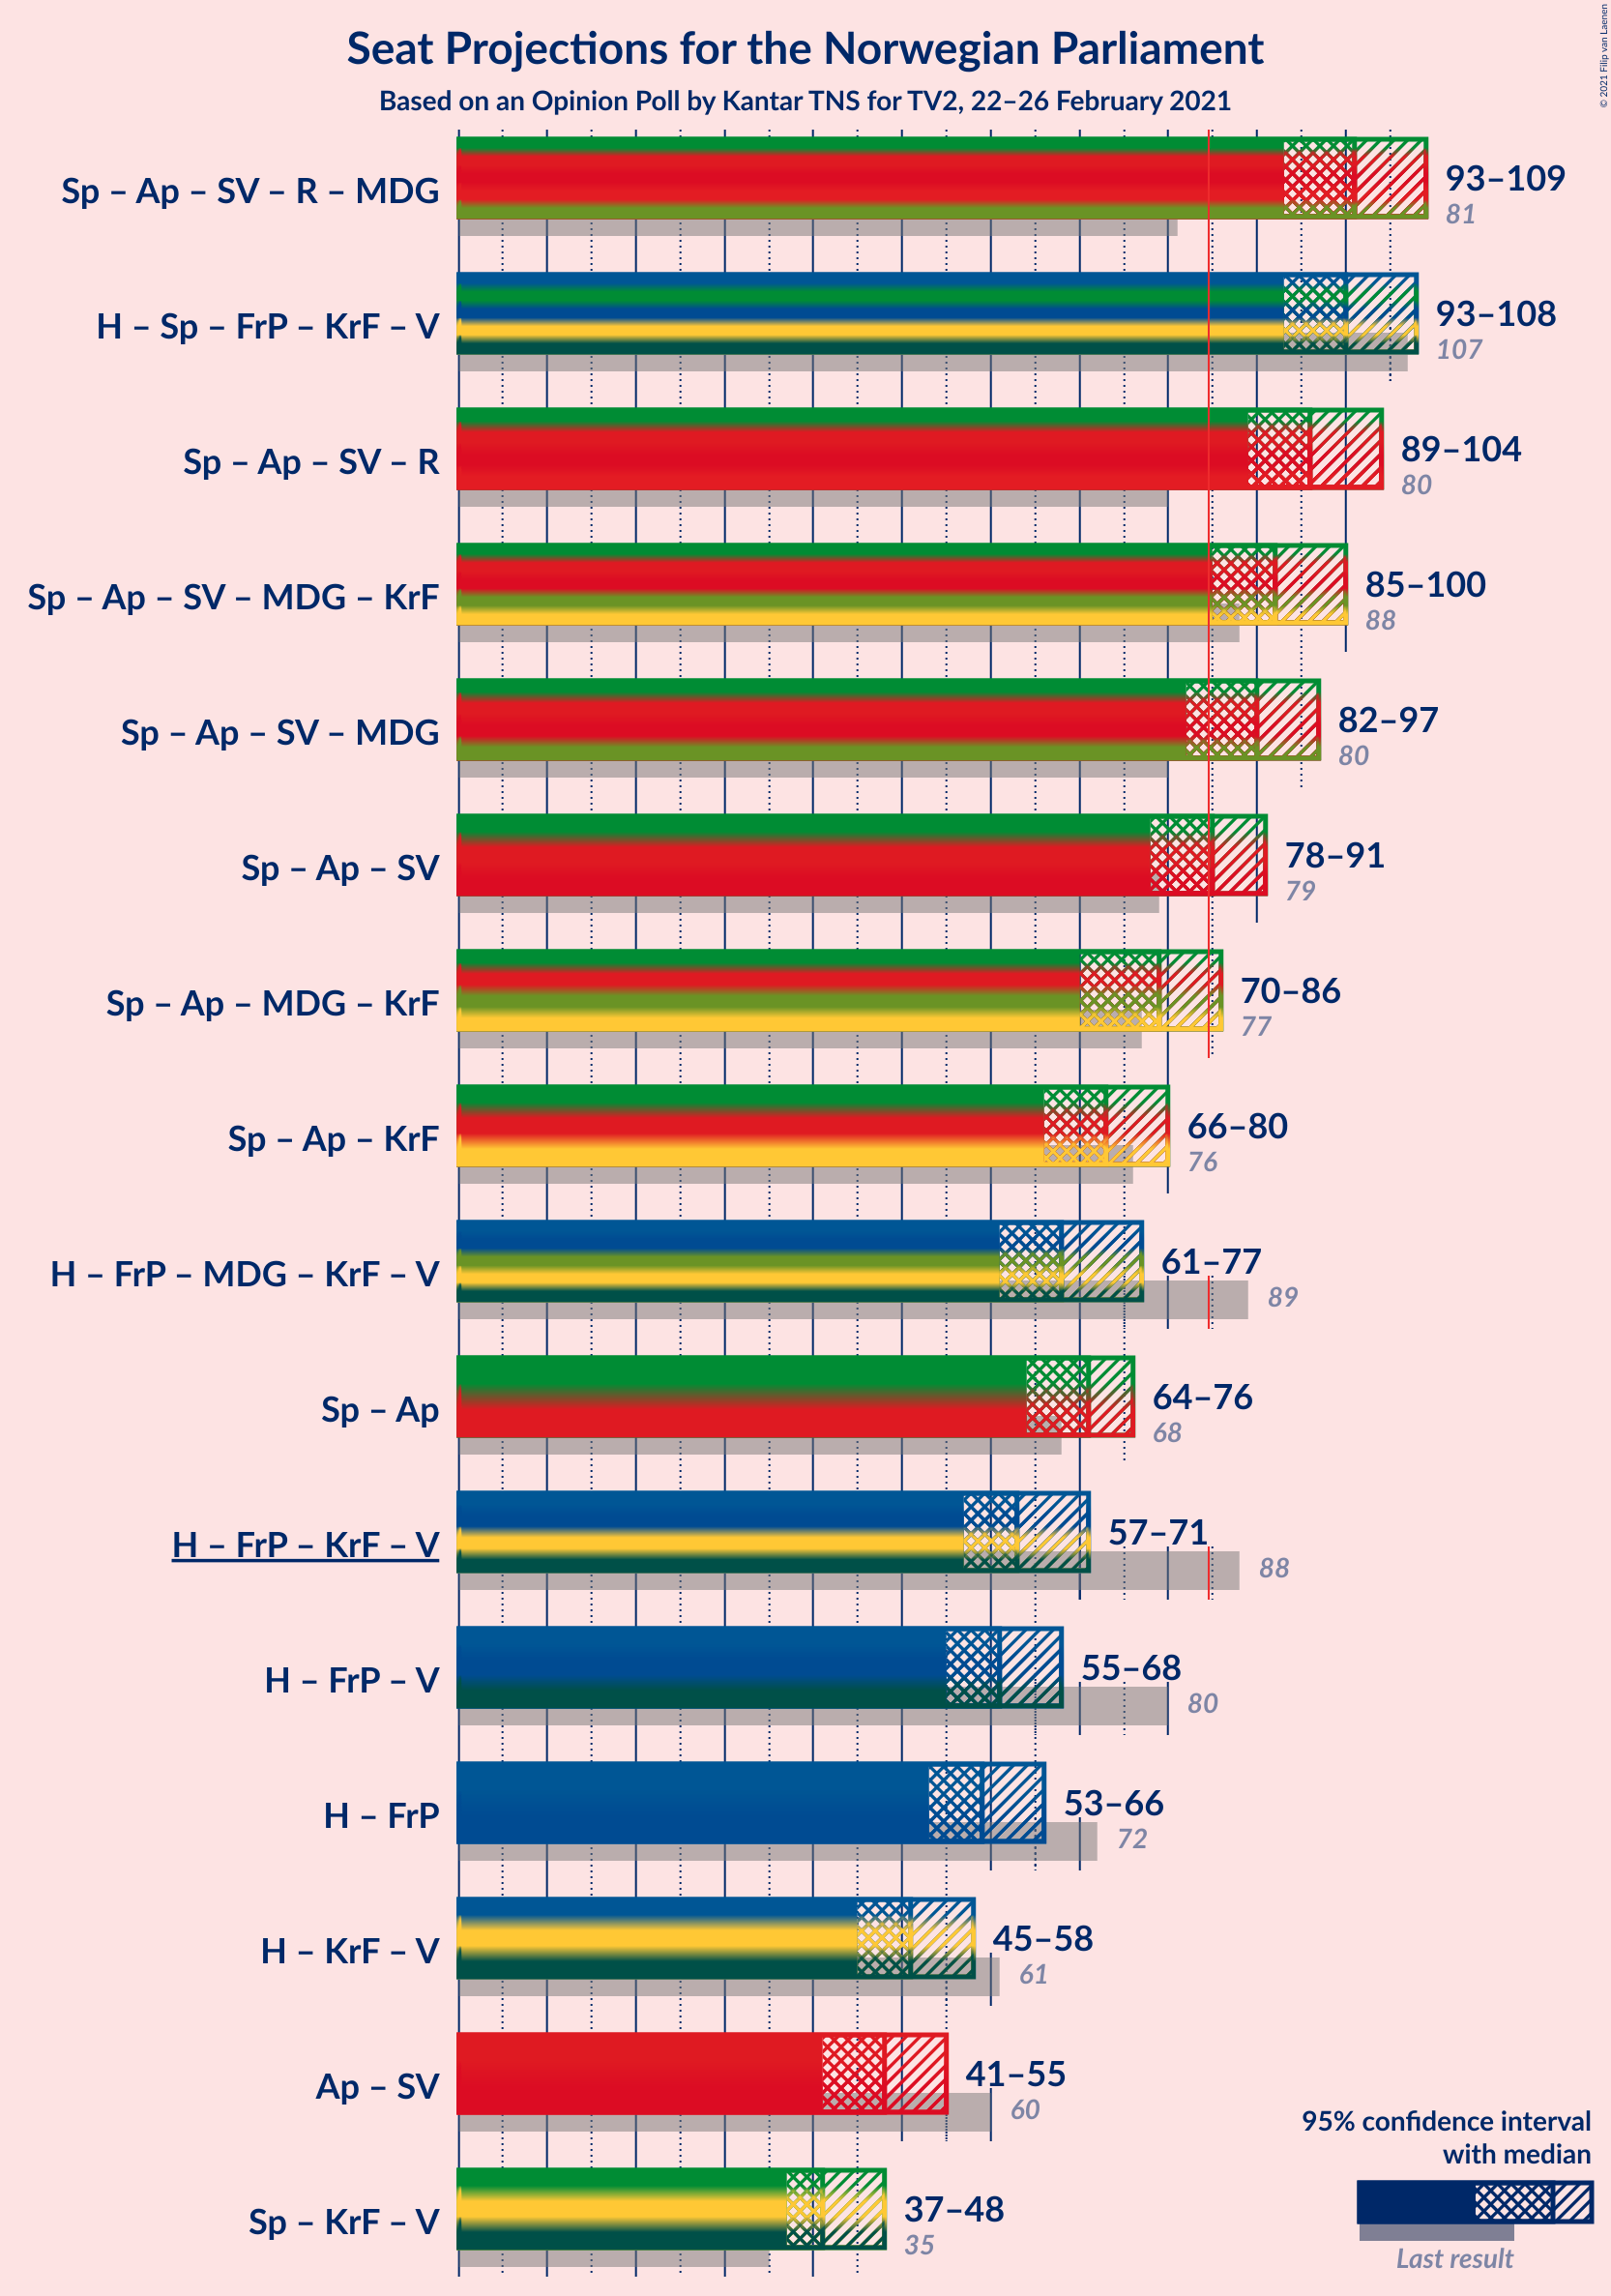 © 2021 Filip van Laenen
Seat Projections for the Norwegian Parliament
Based on an Opinion Poll by Kantar TNS for TV2, 22–26 February 2021
Sp – Ap – SV – R – MDG
93–109
81
H – Sp – FrP – KrF – V
93–108
107
Sp – Ap – SV – R
89–104
80
Sp – Ap – SV – MDG – KrF
85–100
88
Sp – Ap – SV – MDG
82–97
80
Sp – Ap – SV
78–91
79
Sp – Ap – MDG – KrF
70–86
77
Sp – Ap – KrF
66–80
76
H – FrP – MDG – KrF – V
61–77
89
Sp – Ap
64–76
68
H – FrP – KrF – V
57–71
88
H – FrP – V
55–68
80
H – FrP
53–66
72
H – KrF – V
45–58
61
Ap – SV
41–55
60
Sp – KrF – V
37–48
35
95% confidence interval
with median
Last result